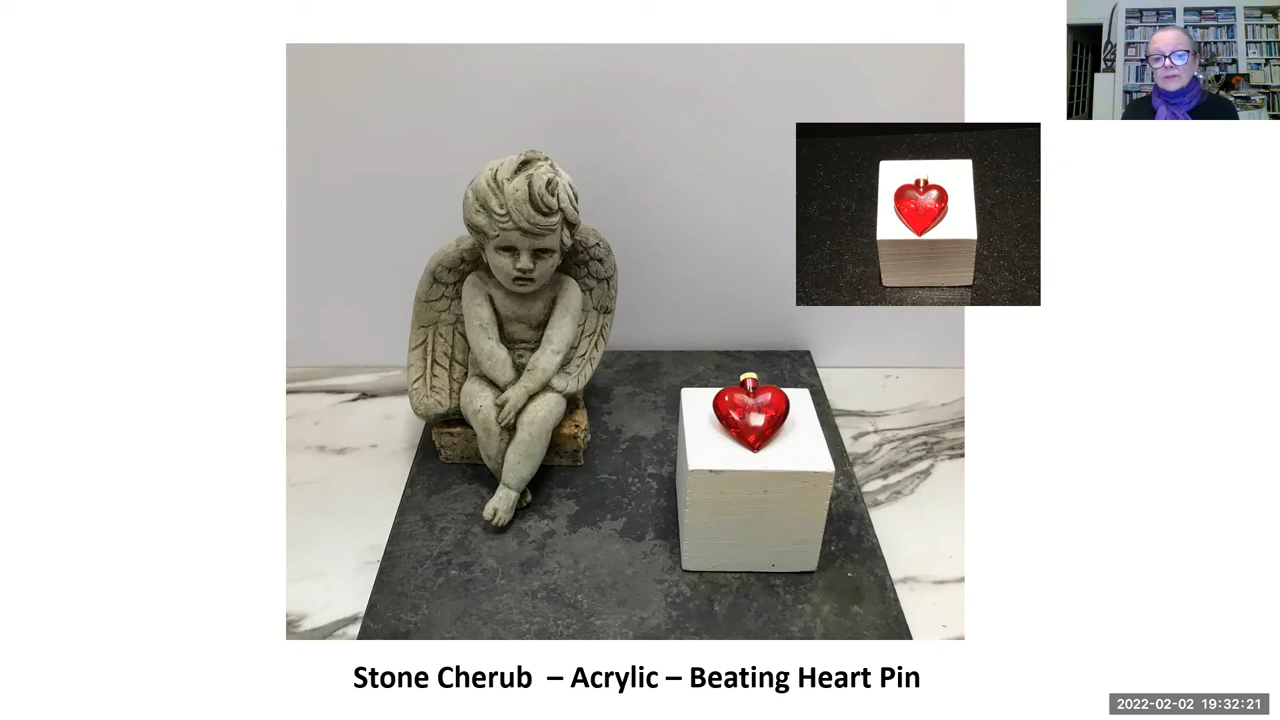 Stone Cherub – Acrylic – Beating Heart Pin
2022-02-02 19:32:21